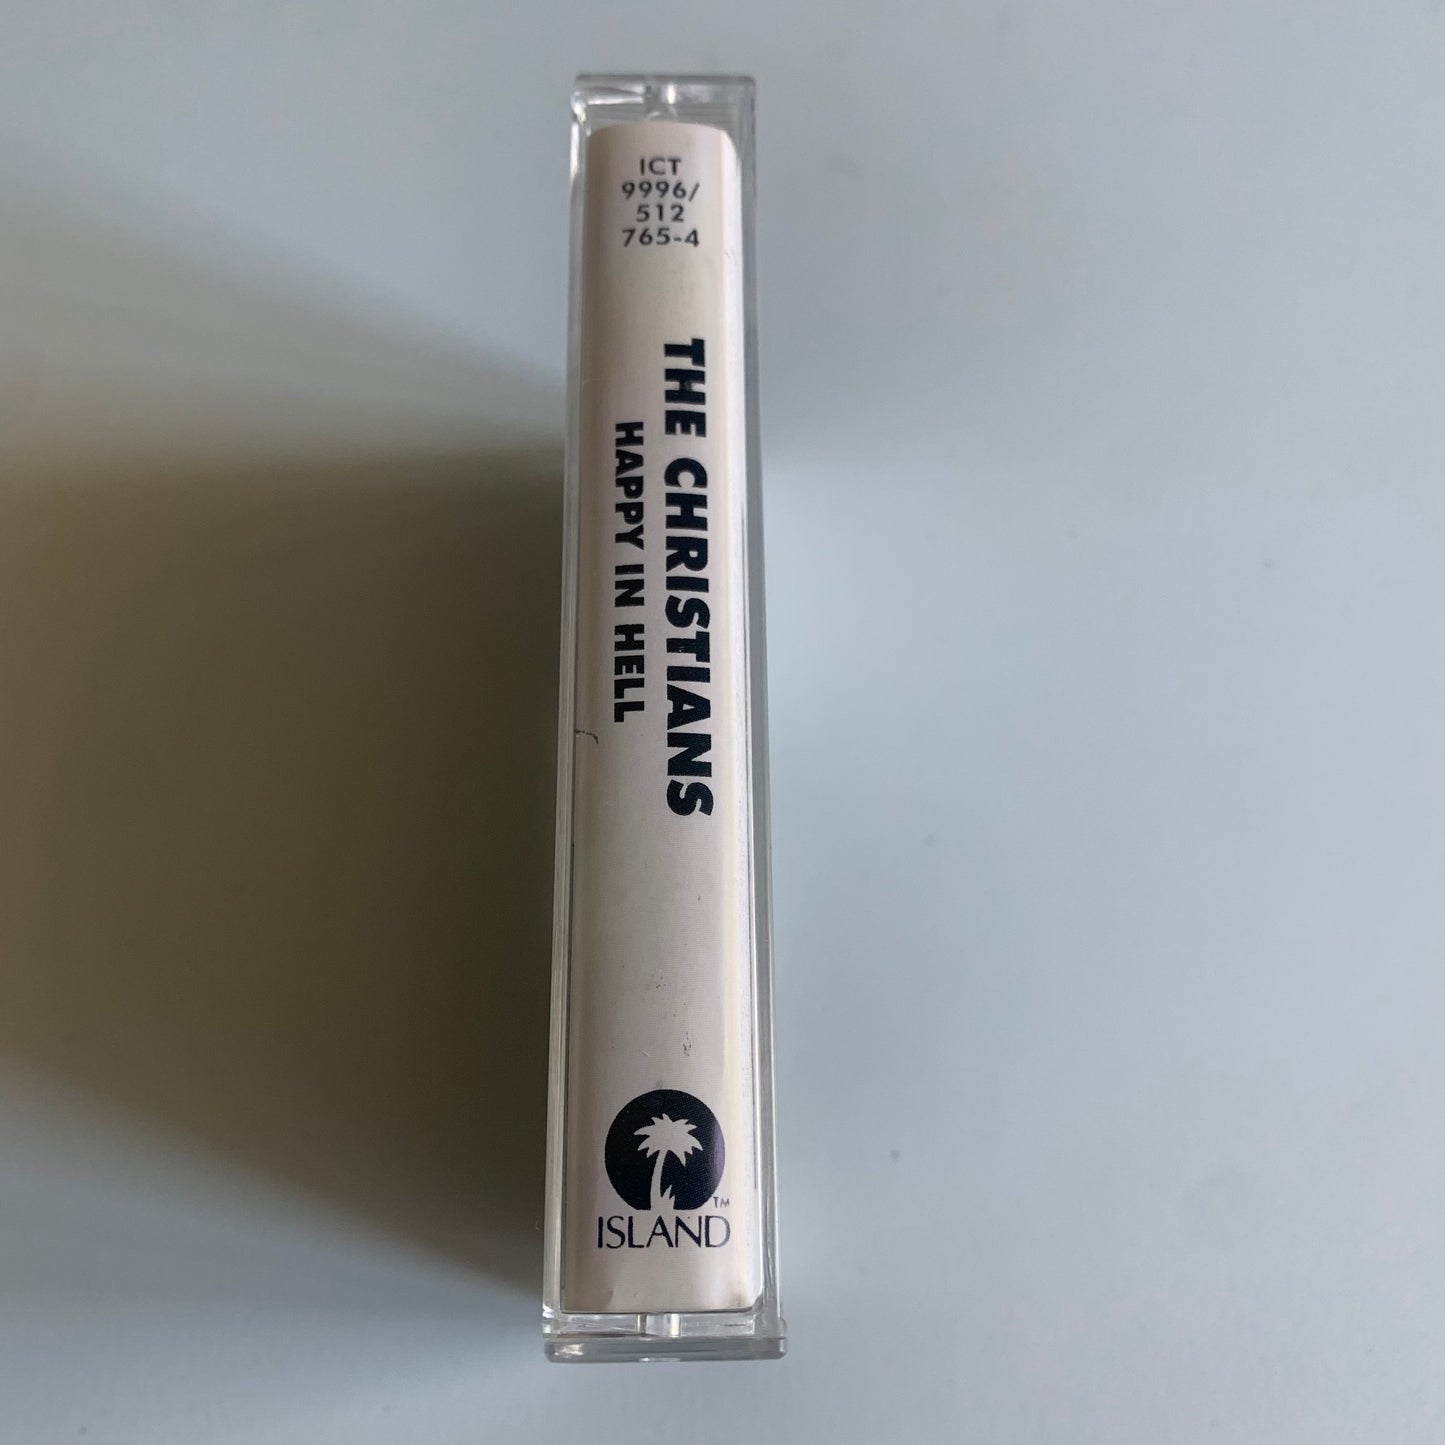 ICT
9996/
512
765-4
THE CHRISTIANS
HAPPY IN HELL
TM
ISLAND